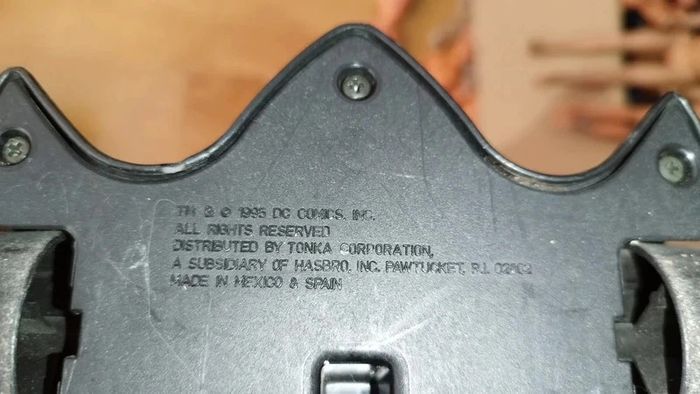 TM & © 1995 DC COMICS, INC.
ALL RIGHTS RESERVED
DISTRIBUTED BY TONKA CORPORATION,
A SUBSIDIARY OF HASBRO, INC. PAWTUCKET, R.I. 02862
MADE IN MEXICO & SPAIN